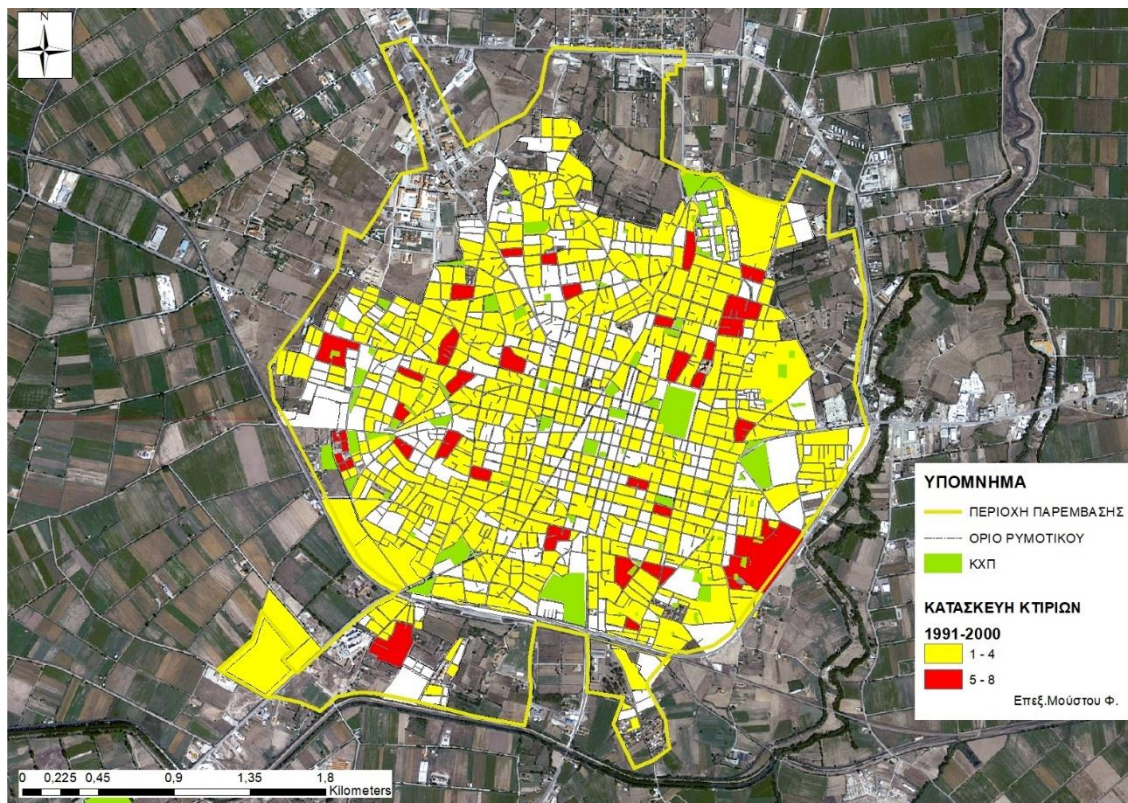 N
ΥΠΟΜΝΗΜΑ
ΠΕΡΙΟΧΗ ΠΑΡΕΜΒΑΣΗΣ
ΟΡΙΟ ΡΥΜΟΤΙΚΟΥ
ΚΧΠ
ΚΑΤΑΣΚΕΥΗ ΚΤΙΡΙΩΝ
1991-2000
1 - 4
5 - 8
Επεξ.Μούστου Φ.
0 0,225 0,45 0,9 1,35 1,8
Kilometers